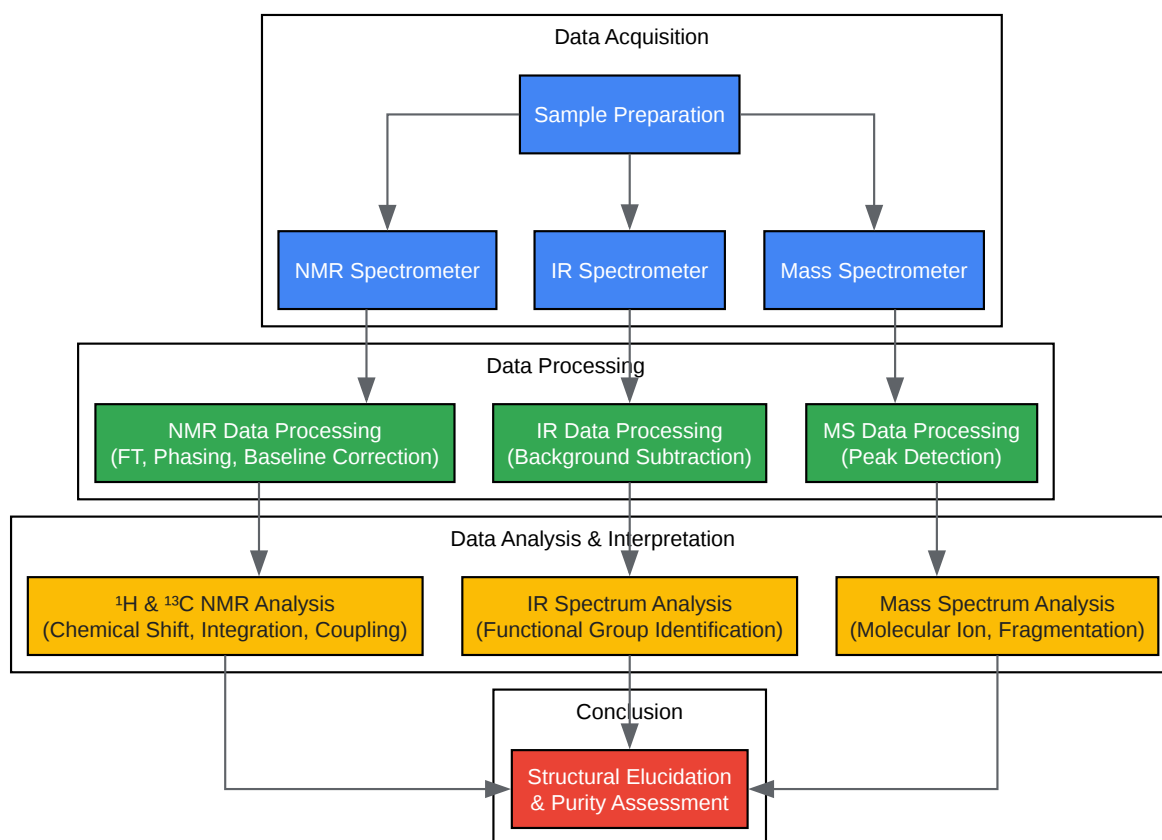 Data Acquisition
Sample Preparation
NMR Spectrometer
IR Spectrometer
Mass Spectrometer
Data Processing
NMR Data Processing
(FT, Phasing, Baseline Correction)
IR Data Processing
(Background Subtraction)
MS Data Processing
(Peak Detection)
Data Analysis & Interpretation
¹H & ¹³C NMR Analysis
(Chemical Shift, Integration, Coupling)
IR Spectrum Analysis
(Functional Group Identification)
Mass Spectrum Analysis
(Molecular Ion, Fragmentation)
Conclusion
Structural Elucidation
& Purity Assessment